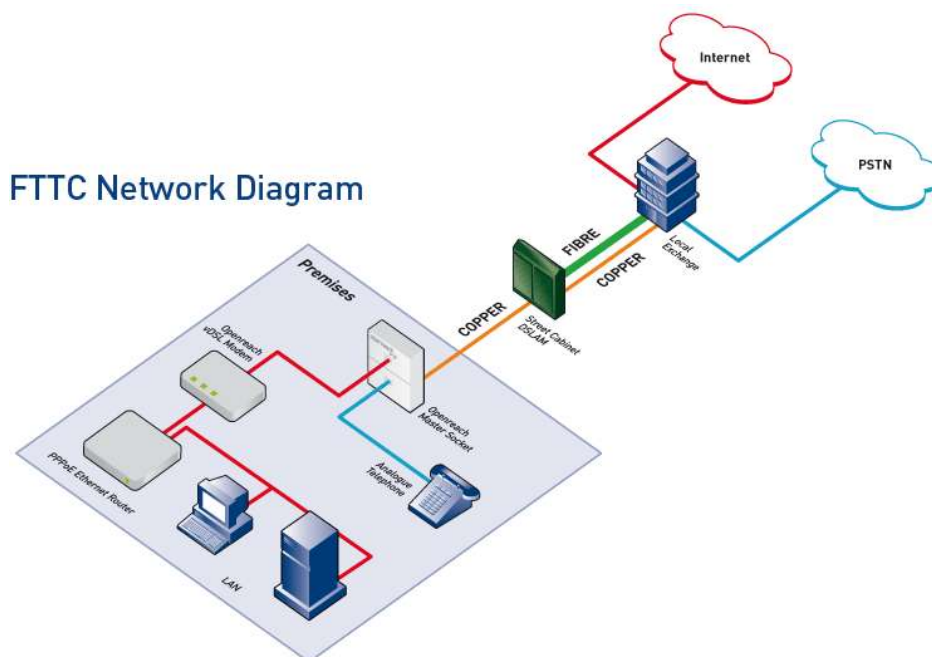 Internet
PSTN
FTTC Network Diagram
Local
Exchange
FIBRE
COPPER
Street Cabinet
DSLAM
COPPER
Premises
Openreach
vDSL Modem
Openreach
Master Socket
PPPoE Ethernet Router
Analogue
Telephone
LAN